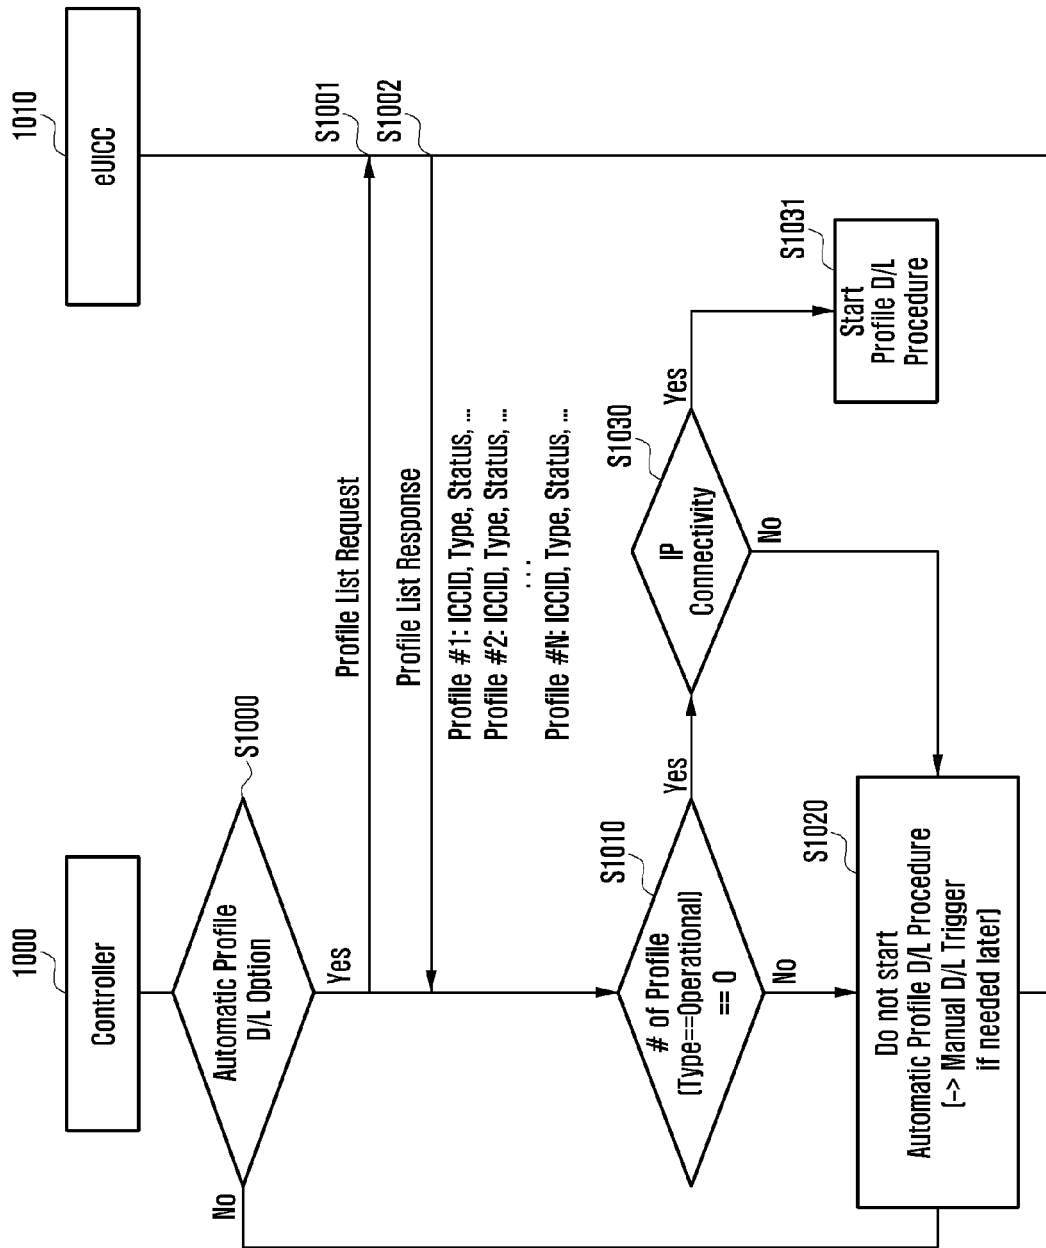 1000
Controller
1010
eUICC
S1000
Automatic Profile
D/L Option
No
Yes
Profile List Request
S1001
Profile List Response
S1002
Profile #1: ICCID, Type, Status, ...
Profile #2: ICCID, Type, Status, ...
...
Profile #N: ICCID, Type, Status, ...
S1010
# of Profile
(Type==Operational)
== 0
Yes
No
S1030
IP
Connectivity
Yes
No
S1031
Start
Profile D/L
Procedure
S1020
Do not start
Automatic Profile D/L Procedure
(-> Manual D/L Trigger
if needed later)